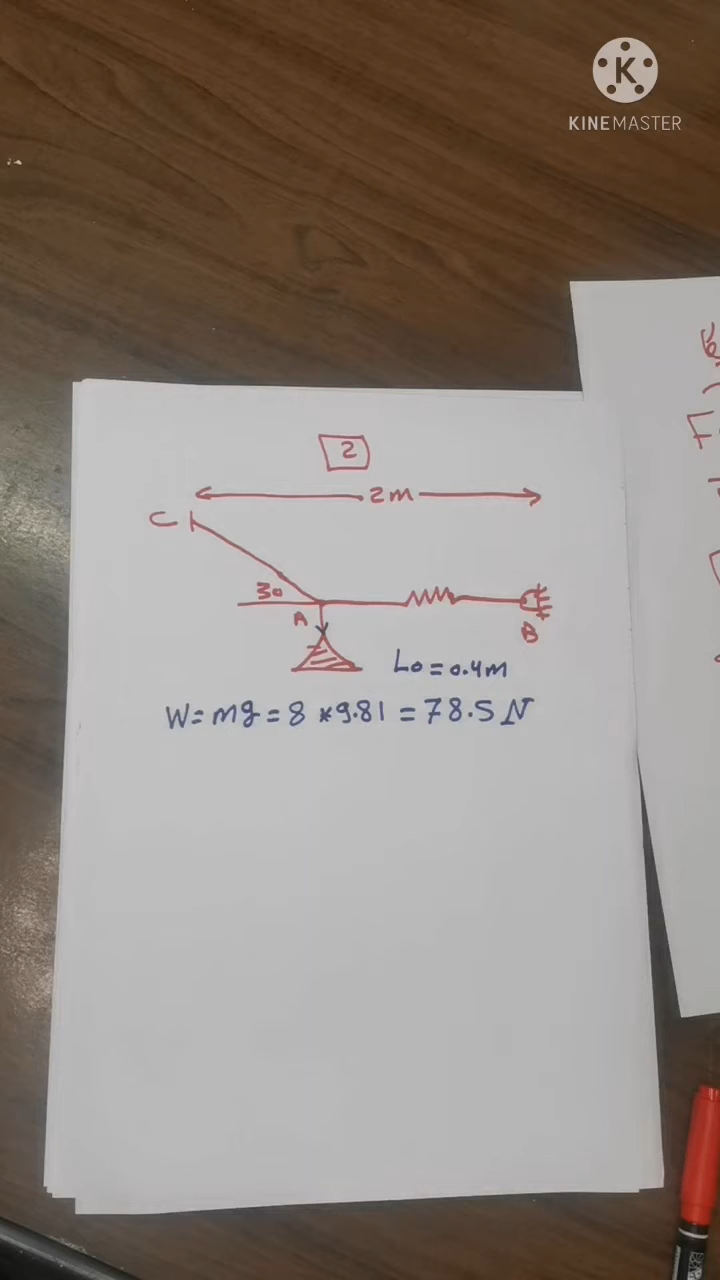 K
KINEMASTER
2
2m
C
30
A
B
Lo = 0.4m
W = mg = 8 * 9.81 = 78.5 N